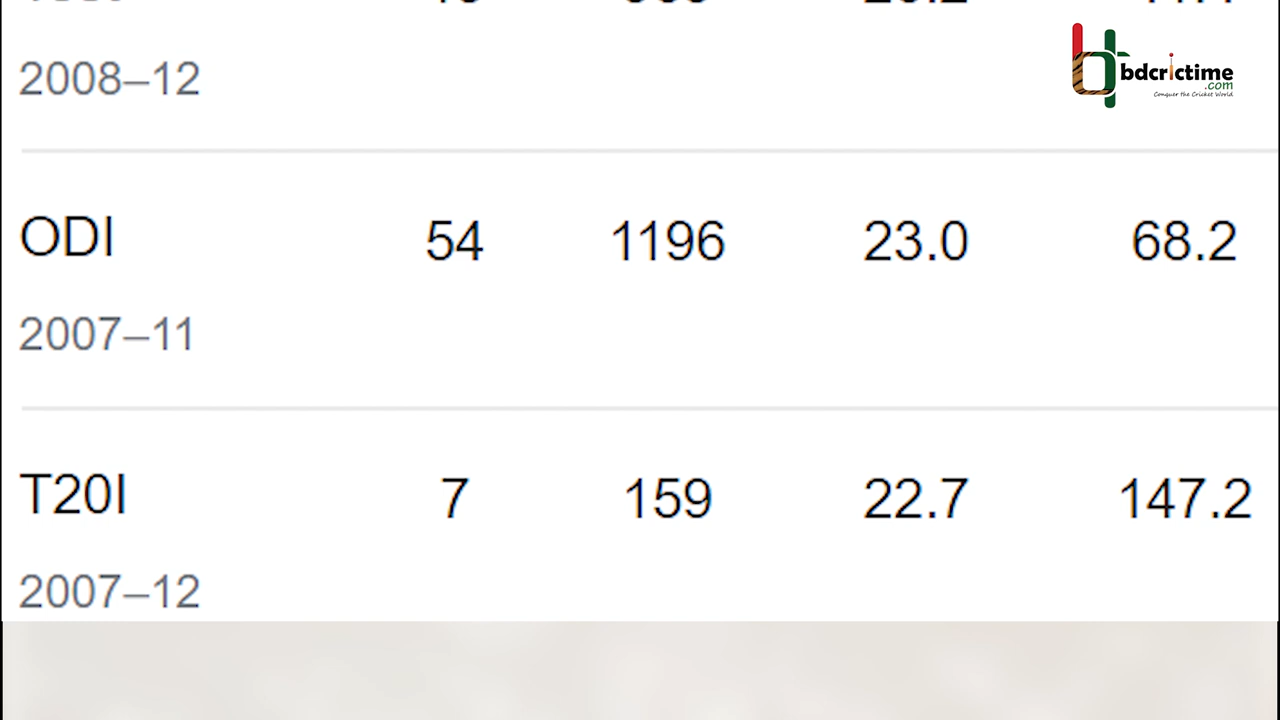 2008–12
bdcrictime
.com
Conquer the Cricket World
ODI 54 1196 23.0 68.2
2007–11
T20I 7 159 22.7 147.2
2007–12